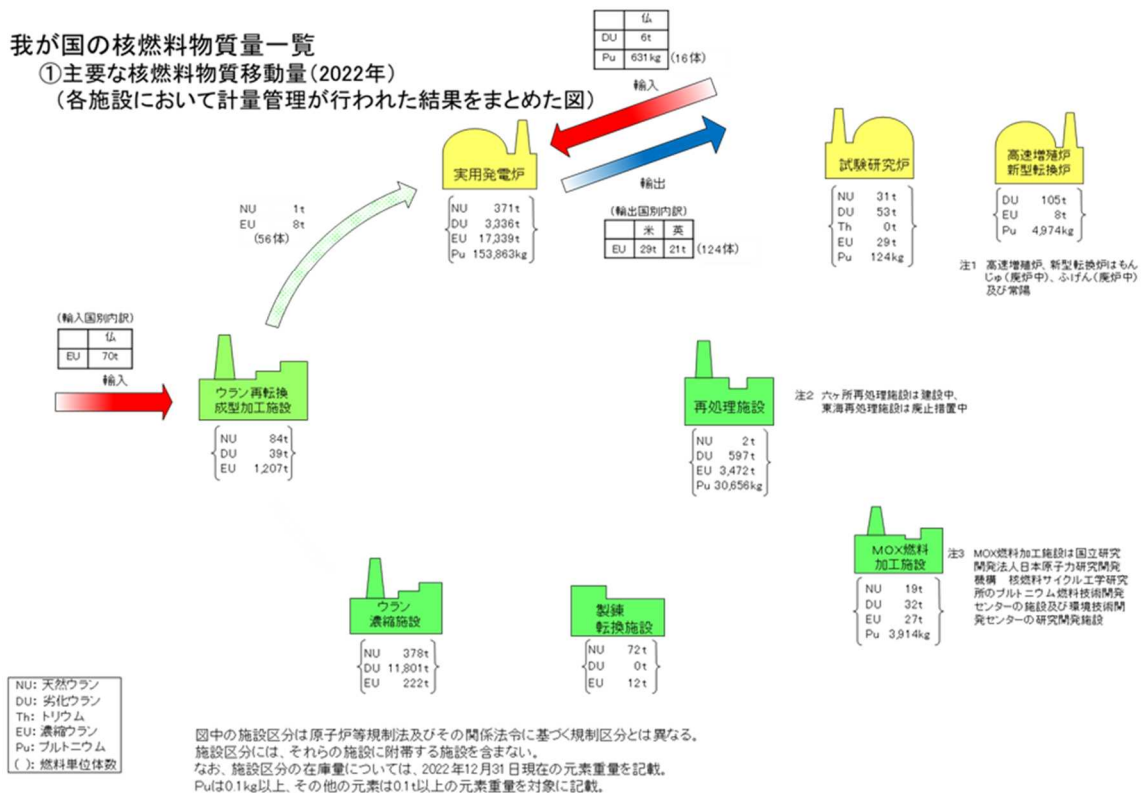 我が国の核燃料物質量一覧
①主要な核燃料物質移動量(2022年)
(各施設において計量管理が行われた結果をまとめた図)
仏
DU 6t
Pu 631kg (16体)
輸入
輸出
(輸出国別内訳)
米 英
EU 29t 21t (124体)
実用発電炉
NU 371t
DU 3,336t
EU 17,339t
Pu 153,863kg
試験研究炉
NU 31t
DU 53t
Th 0t
EU 29t
Pu 124kg
高速増殖炉
新型転換炉
DU 105t
EU 8t
Pu 4,974kg
注1 高速増殖炉、新型転換炉はもん
じゅ(廃炉中)、ふげん(廃炉中)
及び常陽
NU 1t
EU 8t
(56体)
(輸入国別内訳)
仏
EU 70t
輸入
ウラン再転換
成型加工施設
NU 84t
DU 39t
EU 1,207t
再処理施設
NU 2t
DU 597t
EU 3,472t
Pu 30,656kg
注2 六ヶ所再処理施設は建設中、
東海再処理施設は廃止措置中
MOX燃料
加工施設
NU 19t
DU 32t
EU 27t
Pu 3,914kg
注3 MOX燃料加工施設は国立研究
開発法人日本原子力研究開発
機構 核燃料サイクル工学研究
所のプルトニウム燃料技術開発
センターの施設及び環境技術開
発センターの研究開発施設
ウラン
濃縮施設
NU 378t
DU 11,801t
EU 222t
製錬
転換施設
NU 72t
DU 0t
EU 12t
NU: 天然ウラン
DU: 劣化ウラン
Th: トリウム
EU: 濃縮ウラン
Pu: プルトニウム
( ): 燃料単位体数
図中の施設区分は原子炉等規制法及びその関係法令に基づく規制区分とは異なる。
施設区分には、それらの施設に附帯する施設を含まない。
なお、施設区分の在庫量については、2022年12月31日現在の元素重量を記載。
Puは0.1kg以上、その他の元素は0.1t以上の元素重量を対象に記載。